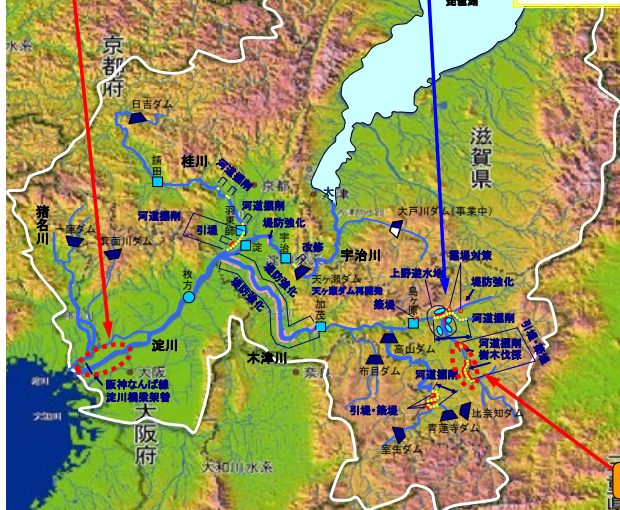 琵琶湖
水系
京都府
日吉ダム
滋賀県
請田
桂川
河道掘削
京都
大津
猪名川
羽束師
河道掘削
河道掘削
堤防強化
大戸川ダム(事業中)
引堤
淀
宇治
改修
宇治川
霞堤対策
一庫ダム
箕面川ダム
天ヶ瀬ダム
天ヶ瀬ダム再開発
上野遊水地
堤防強化
枚方
堤防強化
堤防強化
加茂
築堤
島ヶ原
河道掘削
引堤・築堤
淀川
木津川
高山ダム
河道掘削
樹木伐採
大阪
奈
布目ダム
河道掘削
阪神なんば線
淀川橋梁架替
大阪府
引堤・築堤
比奈知ダム
青蓮寺ダム
室生ダム
大和川水系